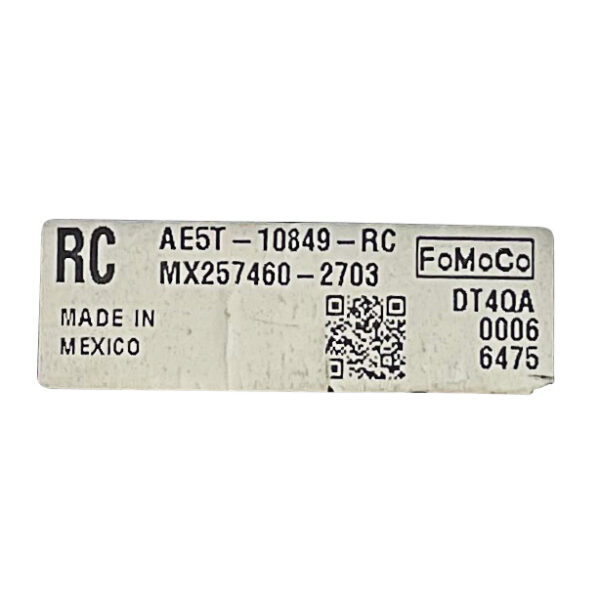 RC
AE5T-10849-RC
MX257460-2703
FoMoCo
MADE IN
MEXICO
DT4QA
0006
6475